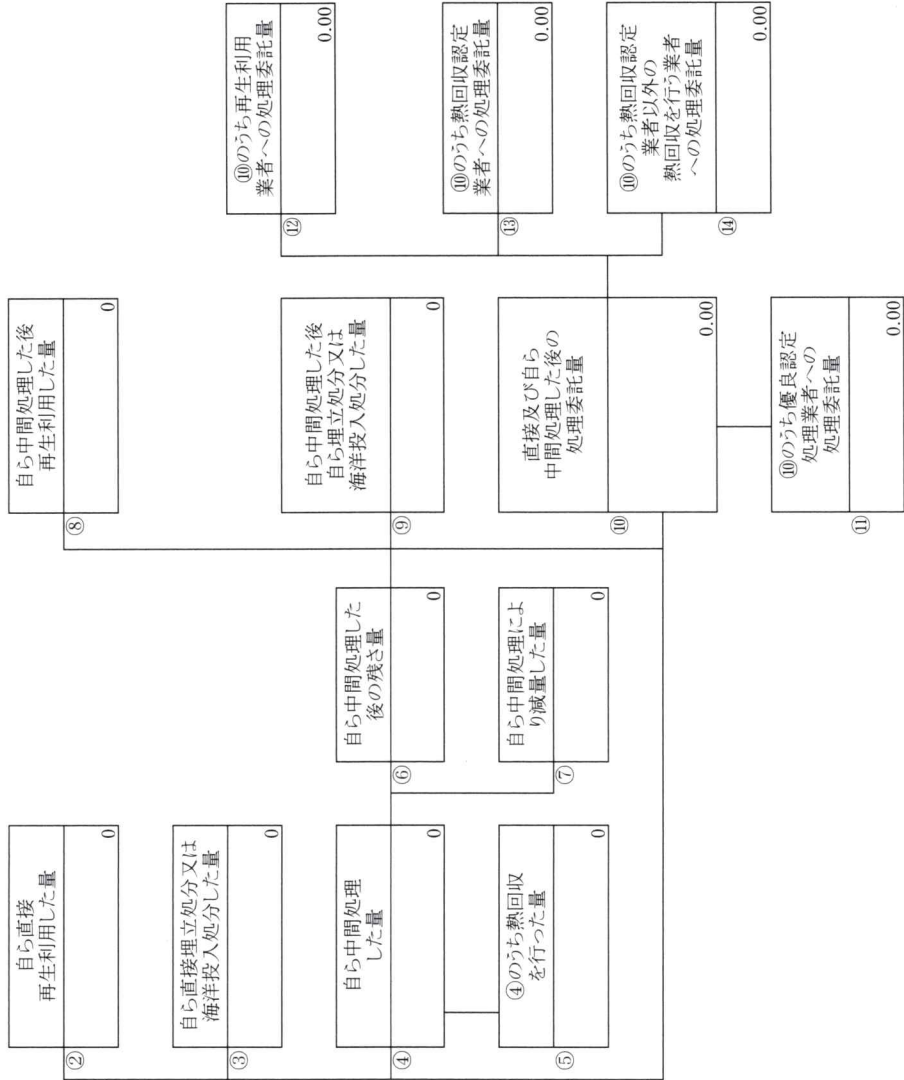 ②
自ら直接
再生利用した量
0
③
自ら直接埋立処分又は
海洋投入処分した量
0
④
自ら中間処理
した量
0
⑤
④のうち熱回収
を行った量
0
⑥
自ら中間処理した
後の残さ量
0
⑦
自ら中間処理によ
り減量した量
0
⑧
自ら中間処理した後
再生利用した量
0
⑨
自ら中間処理した後
自ら埋立処分又は
海洋投入処分した量
0
⑩
直接及び自ら
中間処理した後の
処理委託量
0.00
⑪
⑩のうち優良認定
処理業者への
処理委託量
0.00
⑫
⑩のうち再生利用
業者への処理委託量
0.00
⑬
⑩のうち熱回収認定
業者への処理委託量
0.00
⑭
⑩のうち熱回収認定
業者以外の
熱回収を行う業者
への処理委託量
0.00